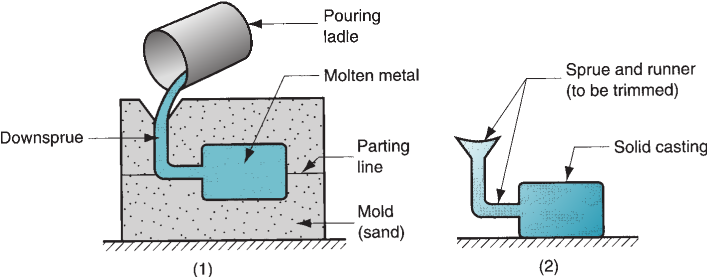 Pouring
ladle
Molten metal
Downsprue
Parting
line
Mold
(sand)
(1)
Sprue and runner
(to be trimmed)
Solid casting
(2)